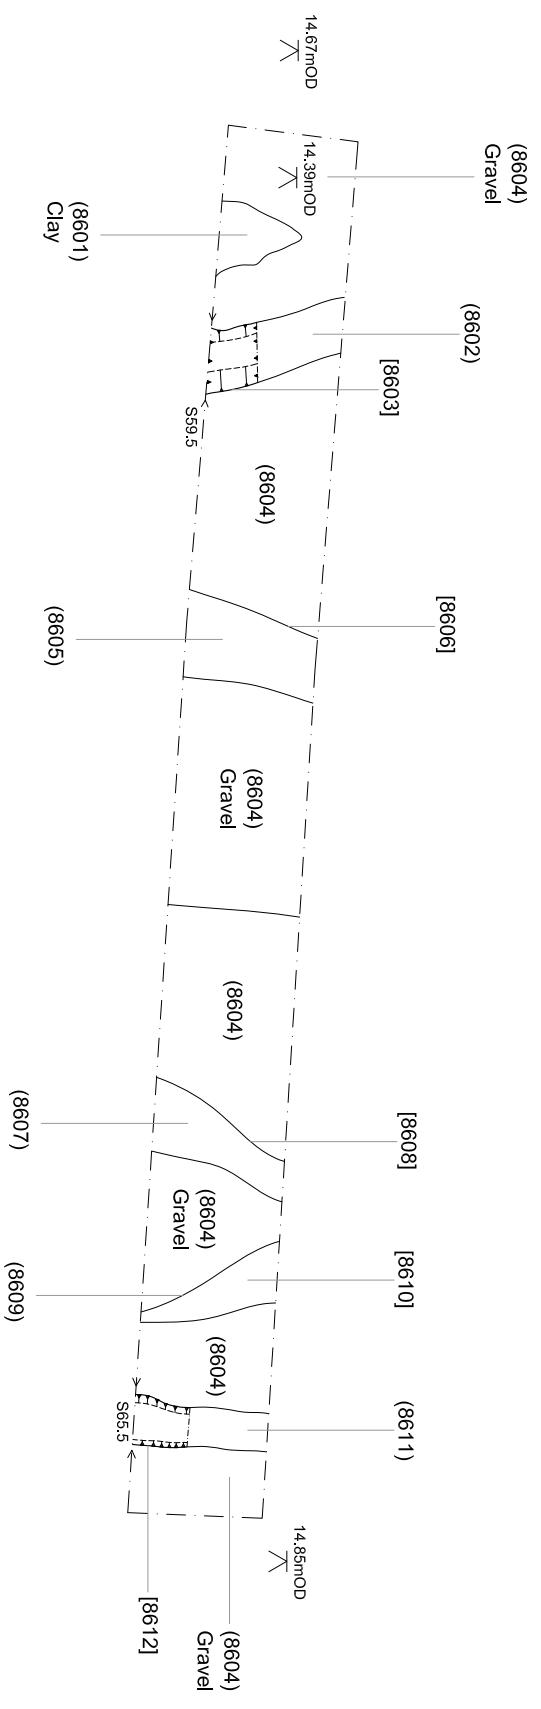 14.67mOD
14.39mOD
(8604)
Gravel
(8601)
Clay
(8602)
[8603]
S59.5
(8604)
[8606]
(8605)
(8604)
Gravel
(8604)
(8607)
[8608]
(8604)
Gravel
[8610]
(8609)
(8604)
(8611)
S65.5
14.85mOD
[8612]
(8604)
Gravel